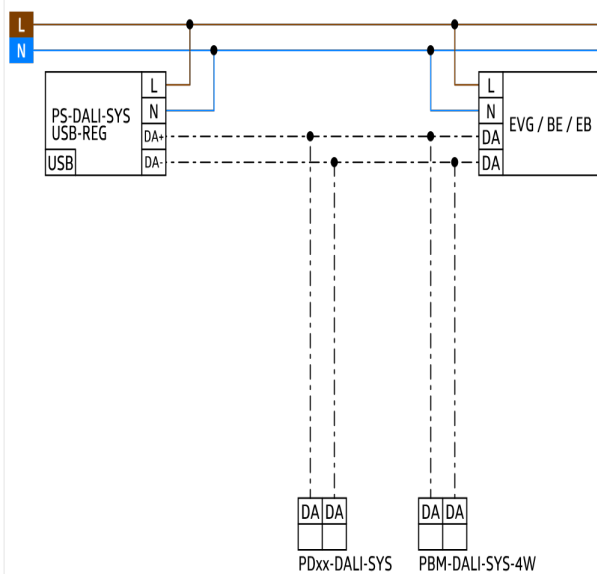 L
N
PS-DALI-SYS
USB-REG
USB
L
N
DA+
DA-
L
N
DA
DA
EVG / BE / EB
DA DA
PDxx-DALI-SYS
DA DA
PBM-DALI-SYS-4W